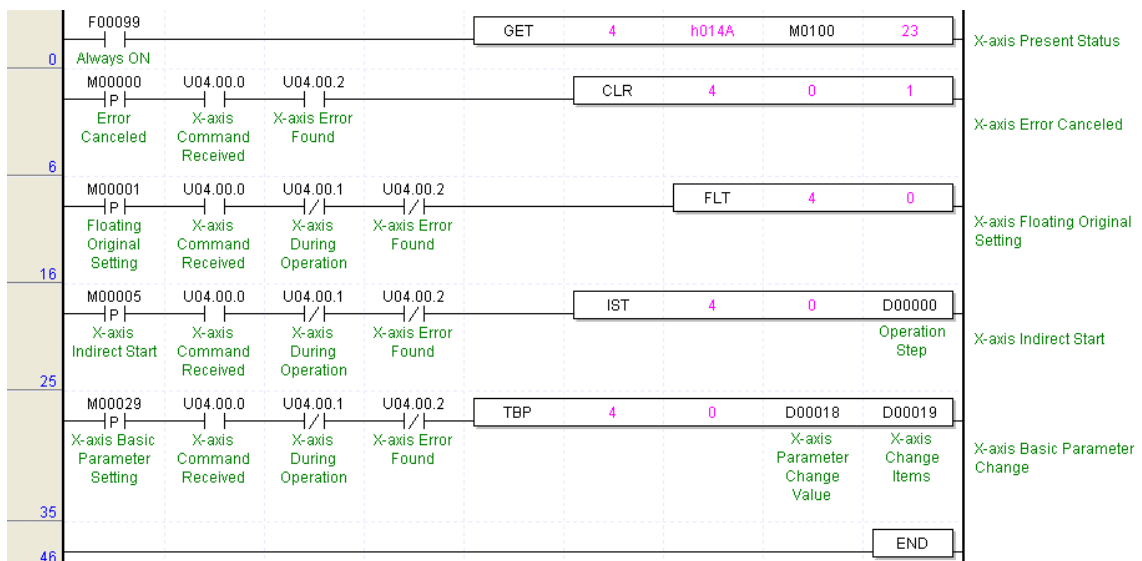 F00099
GET 4 h014A M0100 23
X-axis Present Status
0
Always ON
M00000 U04.00.0 U04.00.2
P
CLR 4 0 1
Error X-axis X-axis Error
Canceled Command Found
Received
X-axis Error Canceled
6
M00001 U04.00.0 U04.00.1 U04.00.2
P
FLT 4 0
Floating X-axis X-axis X-axis Error
Original Command During Found
Setting Received Operation
X-axis Floating Original
Setting
16
M00005 U04.00.0 U04.00.1 U04.00.2
P
IST 4 0 D00000
X-axis X-axis X-axis X-axis Error Operation
Indirect Start Command During Found Step
Received Operation
X-axis Indirect Start
25
M00029 U04.00.0 U04.00.1 U04.00.2
P
TBP 4 0 D00018 D00019
X-axis Basic X-axis X-axis X-axis Error X-axis X-axis
Parameter Command During Found Parameter Change
Setting Received Operation Change Items
Value
X-axis Basic Parameter
Change
35
END
46